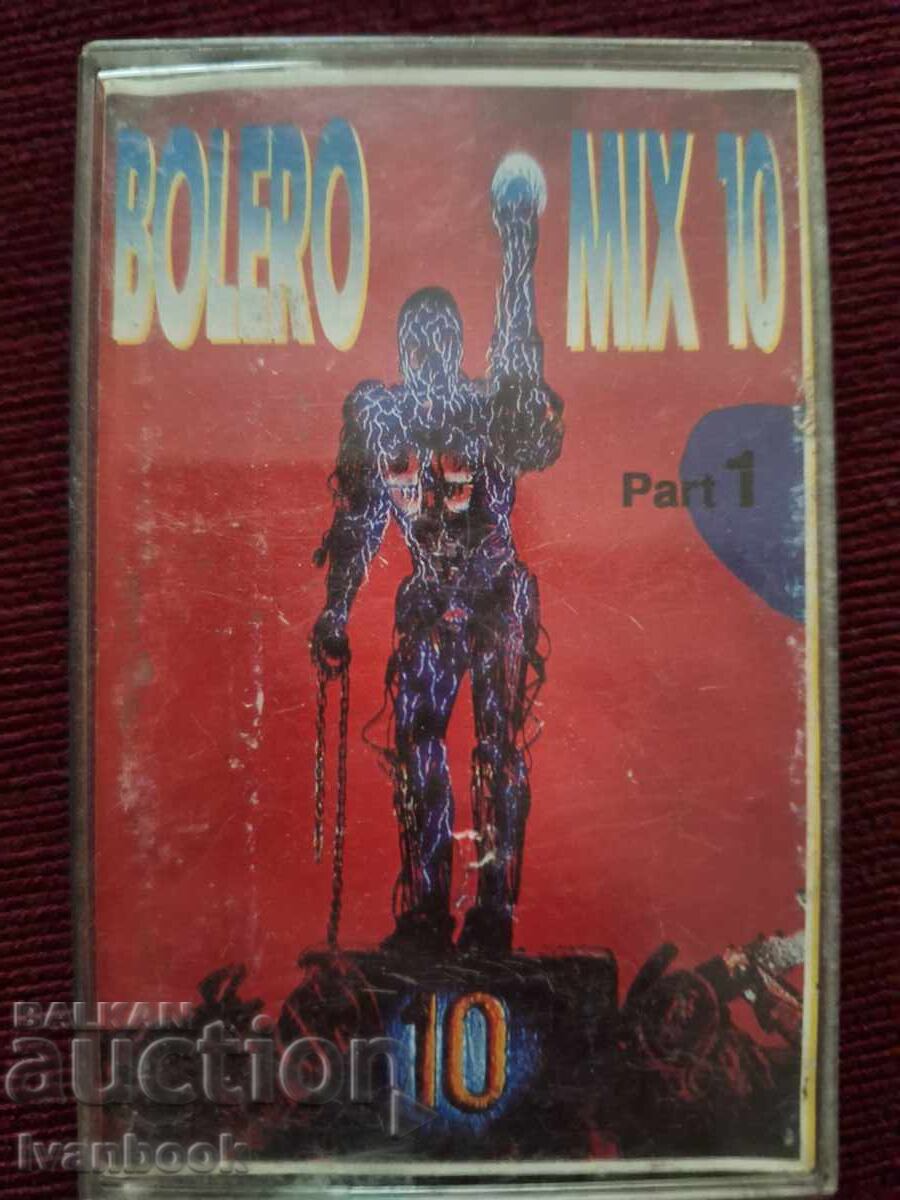 BOLERO MIX 10
Part 1
10
BALKAN
auction
Ivanbook